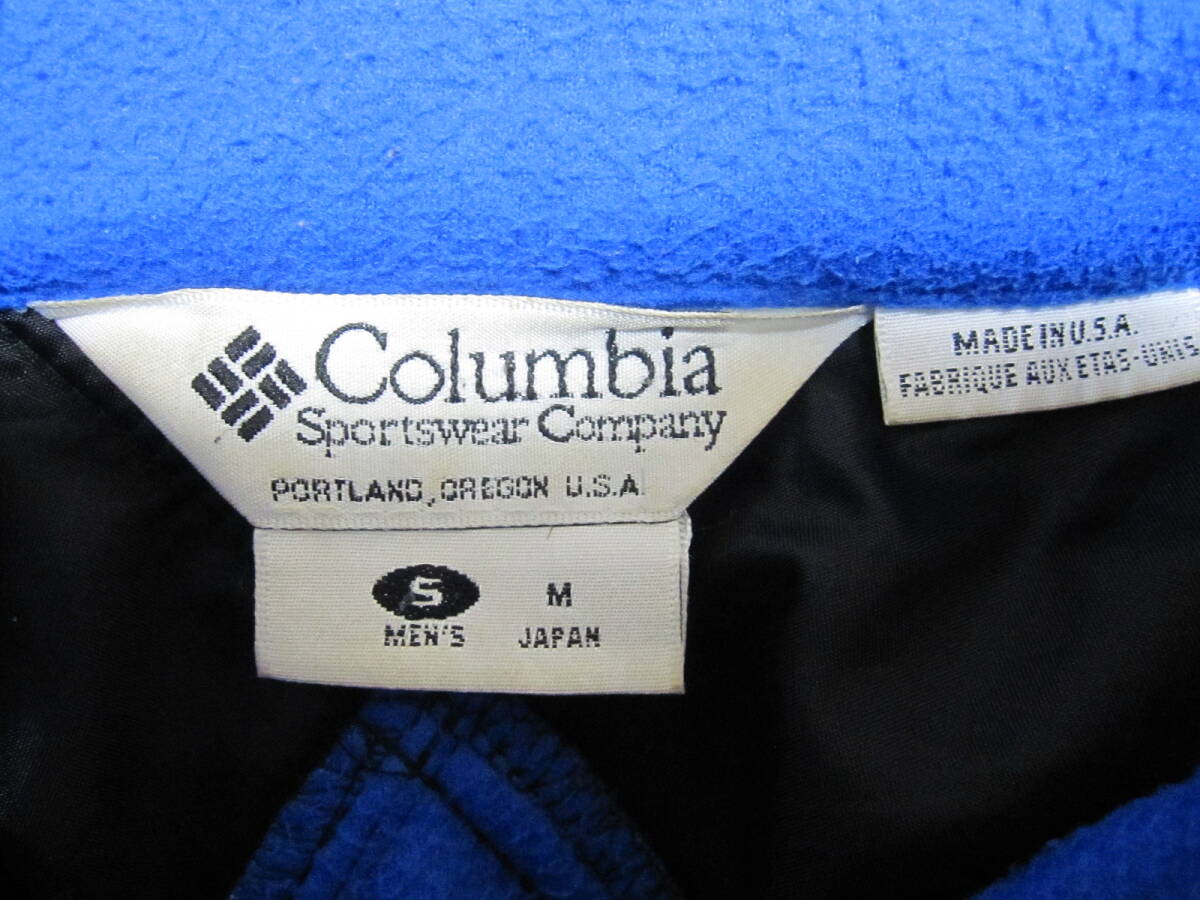 Columbia
Sportswear Company
PORTLAND, OREGON U.S.A.
S M
MEN'S JAPAN
MADE IN U.S.A.
FABRIQUE AUX ETAS-UNIS